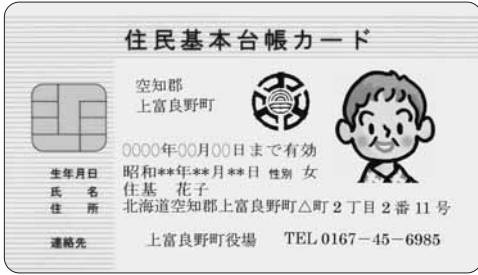 住民基本台帳カード
空知郡
上富良野町
0000年00月00日まで有効
生年月日 昭和**年**月**日 性別 女
氏名 住基 花子
住所 北海道空知郡上富良野町△町2丁目2番11号
連絡先 上富良野町役場 TEL 0167-45-6985